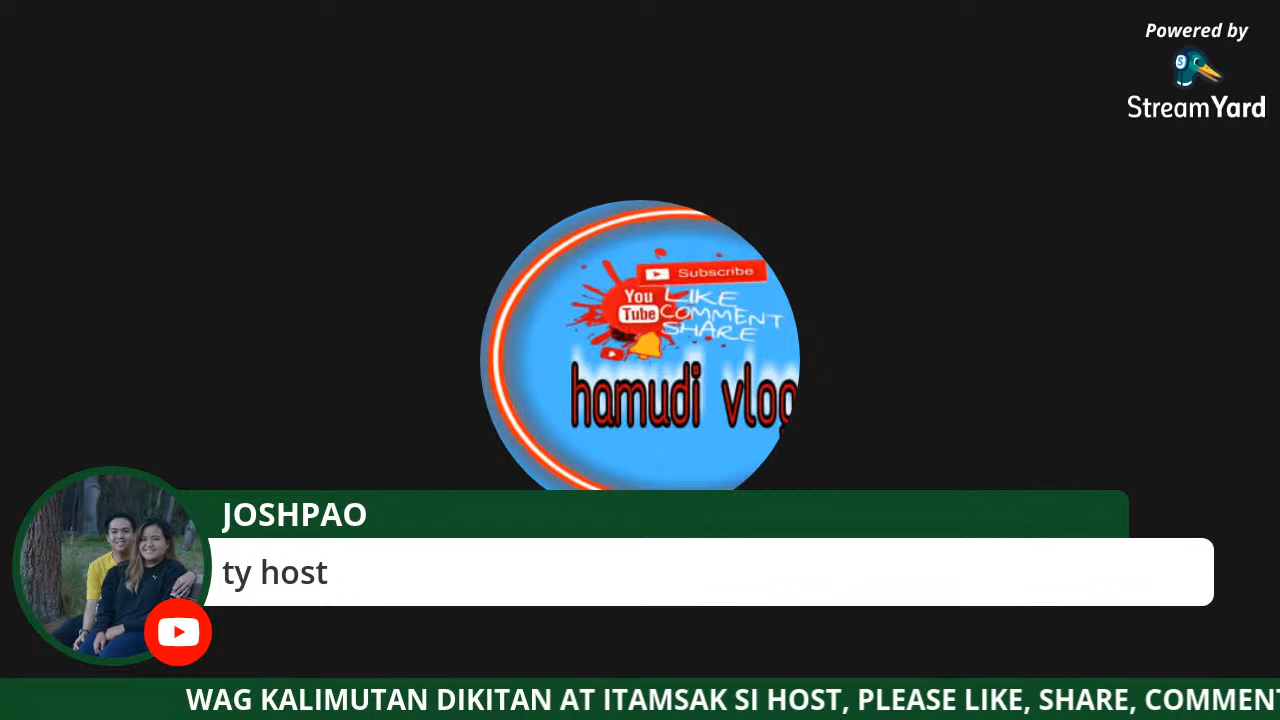 Powered by
S
StreamYard
Subscribe
You
Tube
LIKE
COMMENT
SHARE
hamudi vlog
JOSHPAO
ty host
WAG KALIMUTAN DIKITAN AT ITAMSAK SI HOST, PLEASE LIKE, SHARE, COMMENT